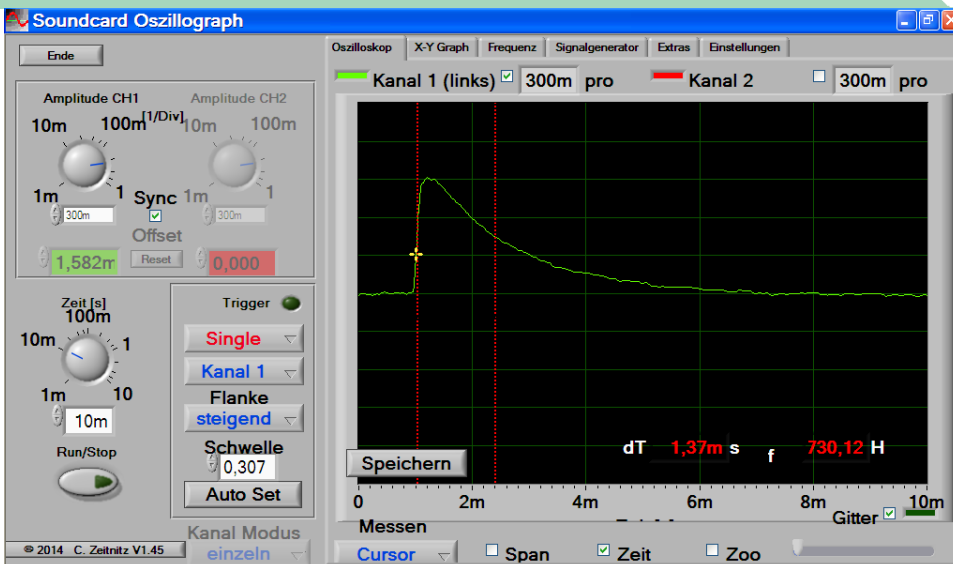 Soundcard Oszillograph
Ende
Amplitude CH1
Amplitude CH2
10m 100m [1/Div] 10m 100m
1m 1 Sync 1m 1
300m 300m
Offset
1,582m Reset 0,000
Zeit [s]
100m
10m 1
1m 10
10m
Run/Stop
Trigger
Single
Kanal 1
Flanke
steigend
Schwelle
0,307
Auto Set
Kanal Modus
einzeln
© 2014 C. Zeitnitz V1.45
Oszilloskop X-Y Graph Frequenz Signalgenerator Extras Einstellungen
Kanal 1 (links) 300m pro Kanal 2 300m pro
dT 1,37m s f 730,12 H
Speichern
0 2m 4m 6m 8m 10m
Gitter
Messen
Cursor Span Zeit Zoo